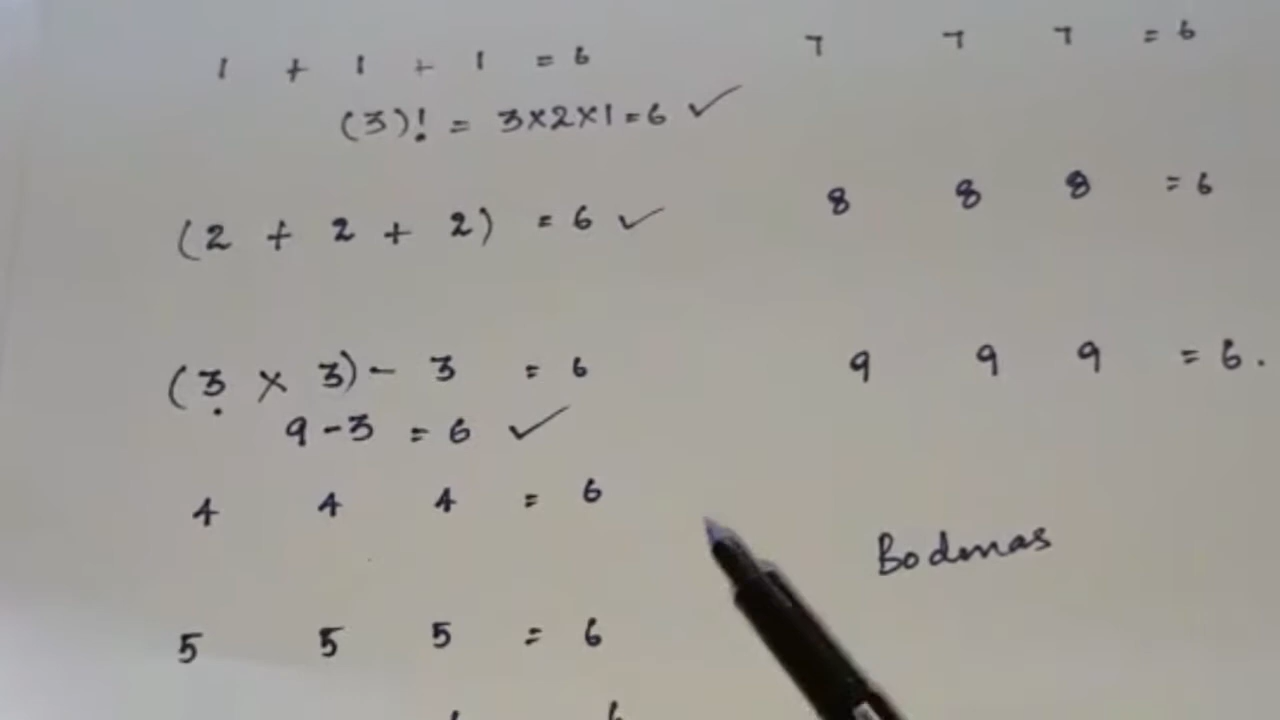 1 + 1 + 1 = 6
(3)! = 3×2×1 = 6 ✓
(2 + 2 + 2) = 6 ✓
(3 × 3) - 3 = 6
9 - 3 = 6 ✓
4 4 4 = 6
5 5 5 = 6
7 7 7 = 6
8 8 8 = 6
9 9 9 = 6.
Bodmas